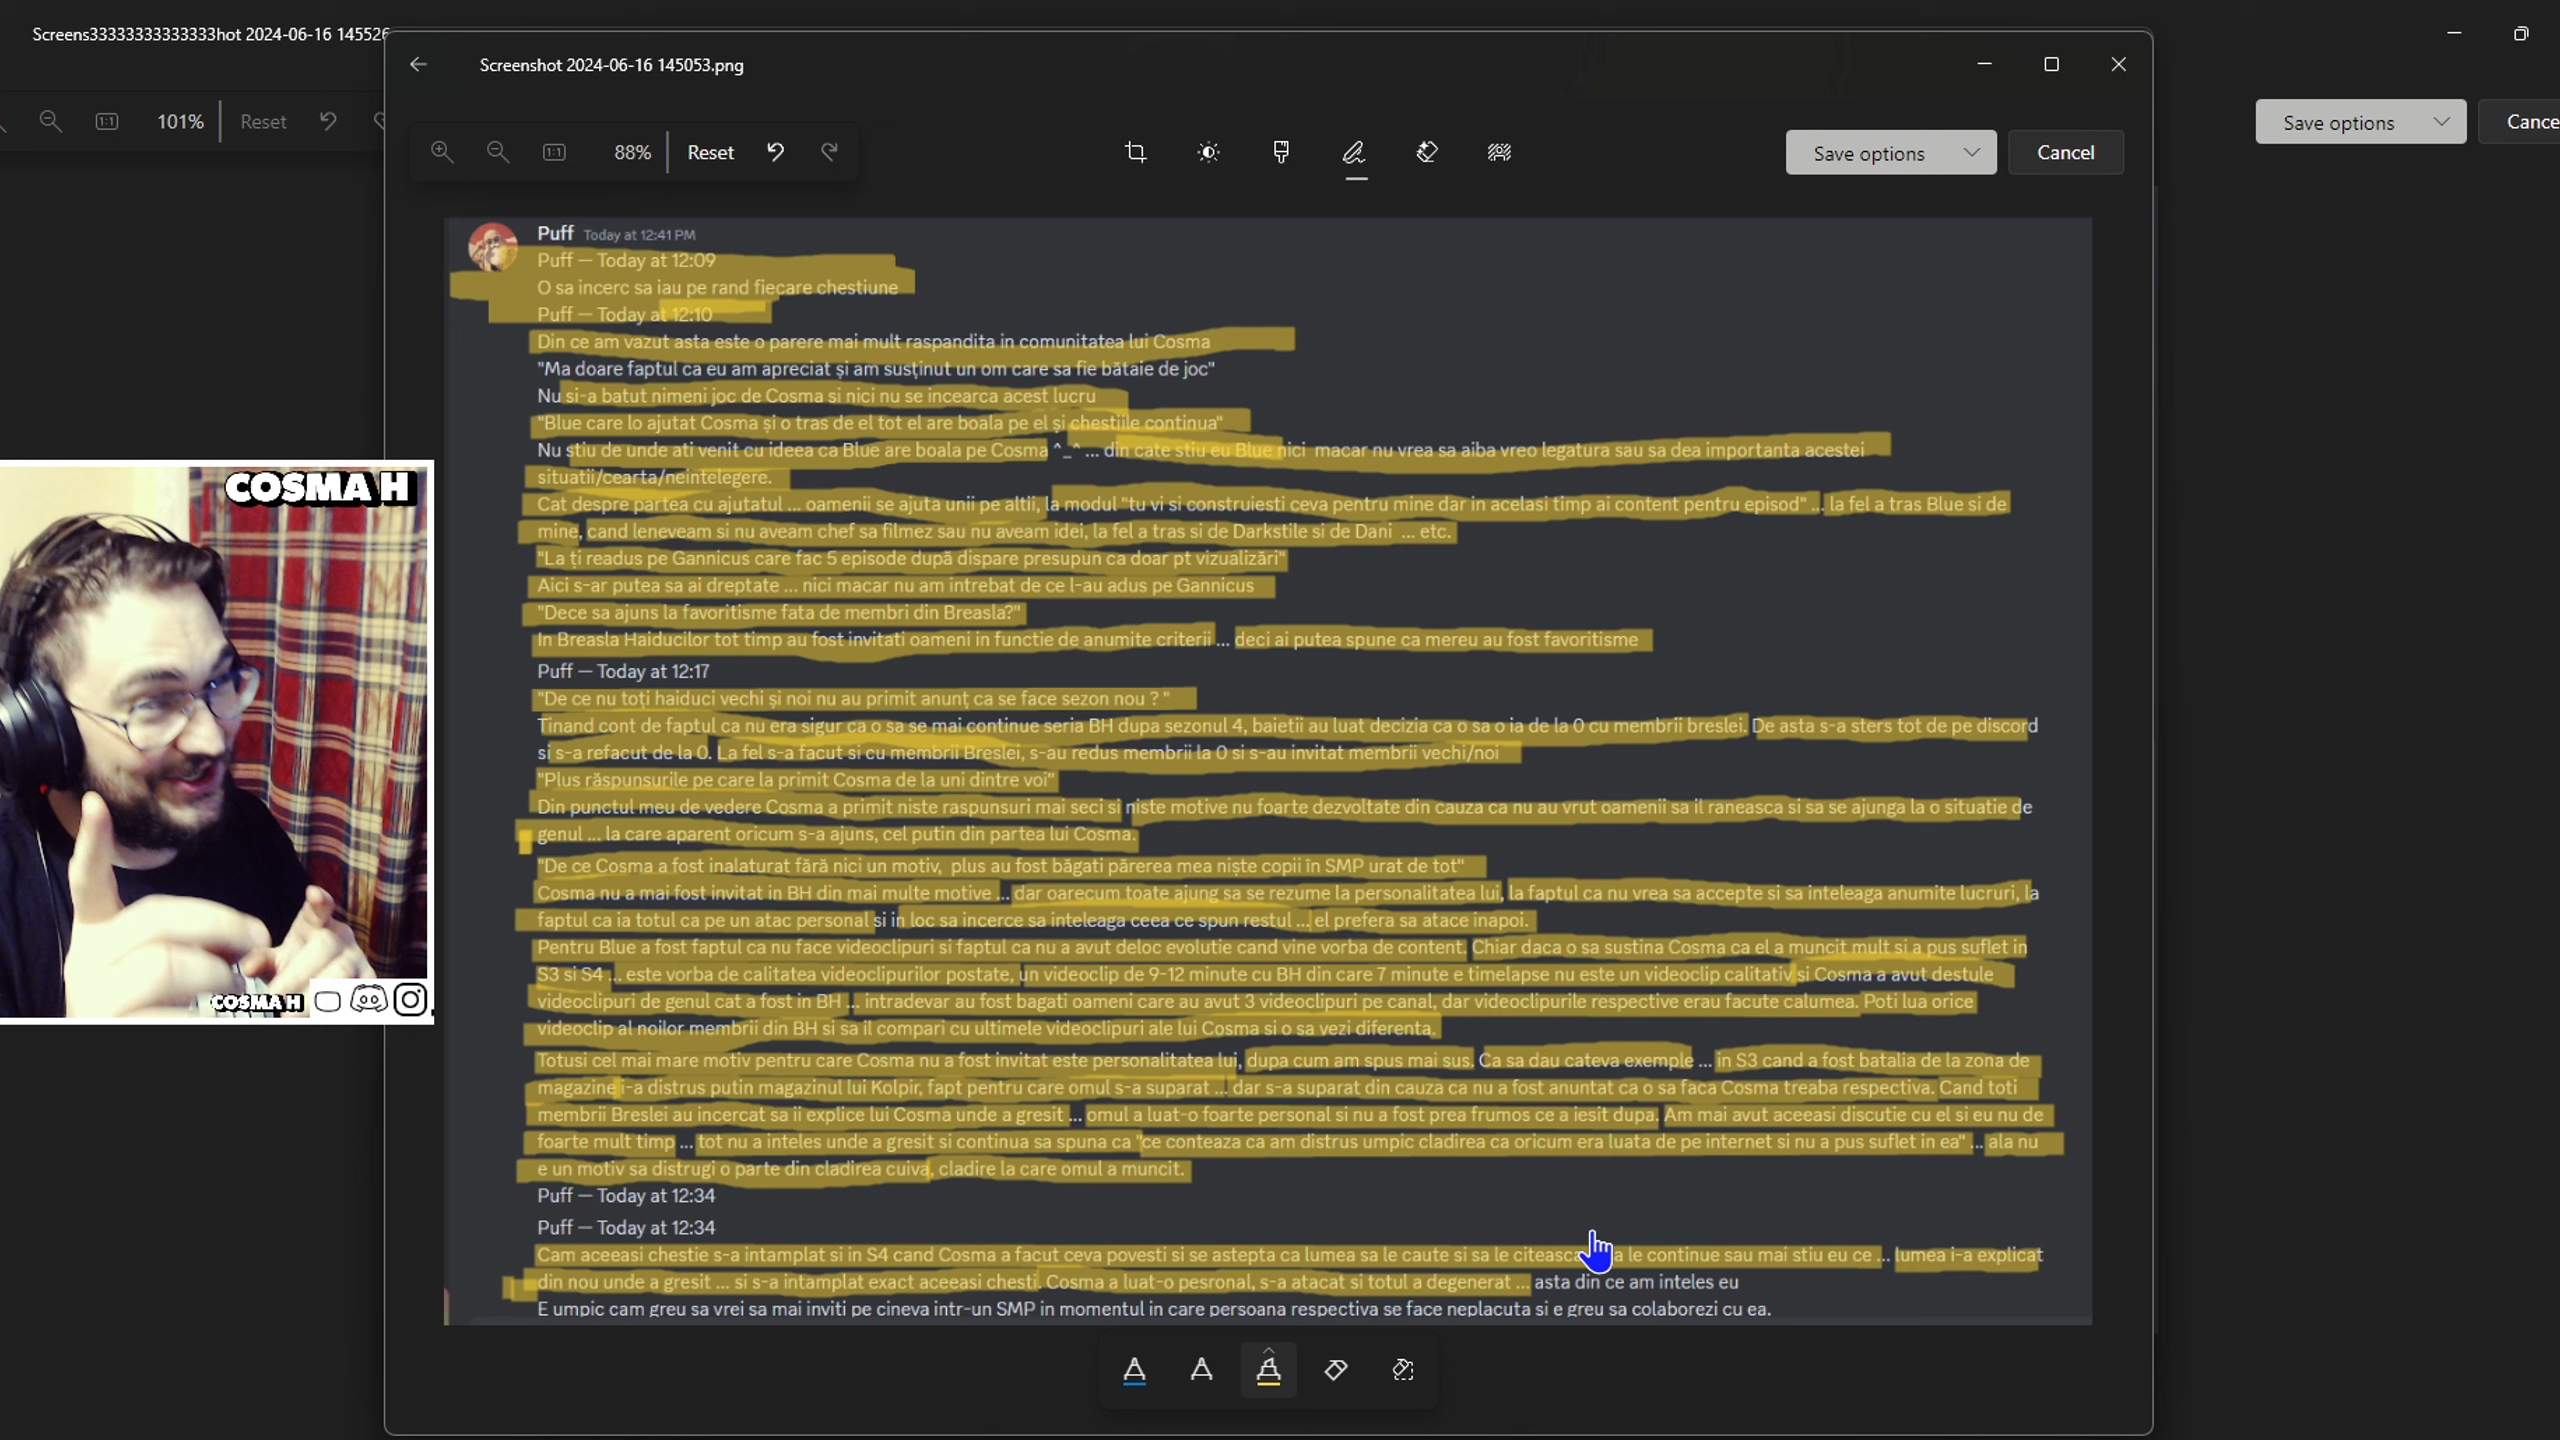 Screens33333333333333hot 2024-06-16 145526
Screenshot 2024-06-16 145053.png
101%
Reset
Save options
Cance
88%
Reset
Save options
Cancel
Puff Today at 12:41 PM
Puff — Today at 12:09
O sa incerc sa iau pe rand fiecare chestiune
Puff — Today at 12:10
Din ce am vazut asta este o parere mai mult raspandita in comunitatea lui Cosma
"Ma doare faptul ca eu am apreciat și am susținut un om care sa fie bătaie de joc"
Nu si-a batut nimeni joc de Cosma si nici nu se incearca acest lucru
"Blue care lo ajutat Cosma și o tras de el tot el are boala pe el și chestiile continua"
Nu stiu de unde ati venit cu ideea ca Blue are boala pe Cosma ^_^ ... din cate stiu eu Blue nici macar nu vrea sa aiba vreo legatura sau sa dea importanta acestei
situatii/cearta/neintelegere.
Cat despre partea cu ajutatul ... oamenii se ajuta unii pe altii, la modul "tu vi si construiesti ceva pentru mine dar in acelasi timp ai content pentru episod" ... la fel a tras Blue si de
mine, cand leneveam si nu aveam chef sa filmez sau nu aveam idei, la fel a tras si de Darkstile si de Dani ... etc.
"La ți readus pe Gannicus care fac 5 episode după dispare presupun ca doar pt vizualizări"
Aici s-ar putea sa ai dreptate ... nici macar nu am intrebat de ce l-au adus pe Gannicus
"Dece sa ajuns la favoritisme fata de membri din Breasla?"
In Breasla Haiducilor tot timp au fost invitati oameni in functie de anumite criterii ... deci ai putea spune ca mereu au fost favoritisme
Puff — Today at 12:17
"De ce nu toți haiduci vechi și noi nu au primit anunț ca se face sezon nou ? "
Tinand cont de faptul ca nu era sigur ca o sa se mai continue seria BH dupa sezonul 4, baietii au luat decizia ca o sa o ia de la 0 cu membrii breslei. De asta s-a sters tot de pe discord
si s-a refacut de la 0. La fel s-a facut si cu membrii Breslei, s-au redus membrii la 0 si s-au invitat membrii vechi/noi
"Plus răspunsurile pe care la primit Cosma de la uni dintre voi"
Din punctul meu de vedere Cosma a primit niste raspunsuri mai seci si niste motive nu foarte dezvoltate din cauza ca nu au vrut oamenii sa il raneasca si sa se ajunga la o situatie de
genul ... la care aparent oricum s-a ajuns, cel putin din partea lui Cosma.
"De ce Cosma a fost inalaturat fără nici un motiv,  plus au fost băgati părerea mea niște copii în SMP urat de tot"
Cosma nu a mai fost invitat in BH din mai multe motive ... dar oarecum toate ajung sa se rezume la personalitatea lui, la faptul ca nu vrea sa accepte si sa inteleaga anumite lucruri, la
faptul ca ia totul ca pe un atac personal si in loc sa incerce sa inteleaga ceea ce spun restul ... el prefera sa atace inapoi.
Pentru Blue a fost faptul ca nu face videoclipuri si faptul ca nu a avut deloc evolutie cand vine vorba de content. Chiar daca o sa sustina Cosma ca el a muncit mult si a pus suflet in
S3 si S4 ... este vorba de calitatea videoclipurilor postate, un videoclip de 9-12 minute cu BH din care 7 minute e timelapse nu este un videoclip calitativ si Cosma a avut destule
videoclipuri de genul cat a fost in BH ... intradevar au fost bagati oameni care au avut 3 videoclipuri pe canal, dar videoclipurile respective erau facute calumea. Poti lua orice
videoclip al noilor membrii din BH si sa il compari cu ultimele videoclipuri ale lui Cosma si o sa vezi diferenta.
Totusi cel mai mare motiv pentru care Cosma nu a fost invitat este personalitatea lui, dupa cum am spus mai sus. Ca sa dau cateva exemple ... in S3 cand a fost batalia de la zona de
magazine i-a distrus putin magazinul lui Kolpir, fapt pentru care omul s-a suparat ... dar s-a suparat din cauza ca nu a fost anuntat ca o sa faca Cosma treaba respectiva. Cand toti
membrii Breslei au incercat sa ii explice lui Cosma unde a gresit ... omul a luat-o foarte personal si nu a fost prea frumos ce a iesit dupa. Am mai avut aceeasi discutie cu el si eu nu de
foarte mult timp ... tot nu a inteles unde a gresit si continua sa spuna ca "ce conteaza ca am distrus umpic cladirea ca oricum era luata de pe internet si nu a pus suflet in ea" ... ala nu
e un motiv sa distrugi o parte din cladirea cuiva, cladire la care omul a muncit.
Puff — Today at 12:34
Puff — Today at 12:34
Cam aceeasi chestie s-a intamplat si in S4 cand Cosma a facut ceva povesti si se astepta ca lumea sa le caute si sa le citeasc a le continue sau mai stiu eu ce ... lumea i-a explicat
din nou unde a gresit ... si s-a intamplat exact aceeasi chesti. Cosma a luat-o pesronal, s-a atacat si totul a degenerat ... asta din ce am inteles eu
E umpic cam greu sa vrei sa mai inviti pe cineva intr-un SMP in momentul in care persoana respectiva se face neplacuta si e greu sa colaborezi cu ea.
COSMA H
COSMA H